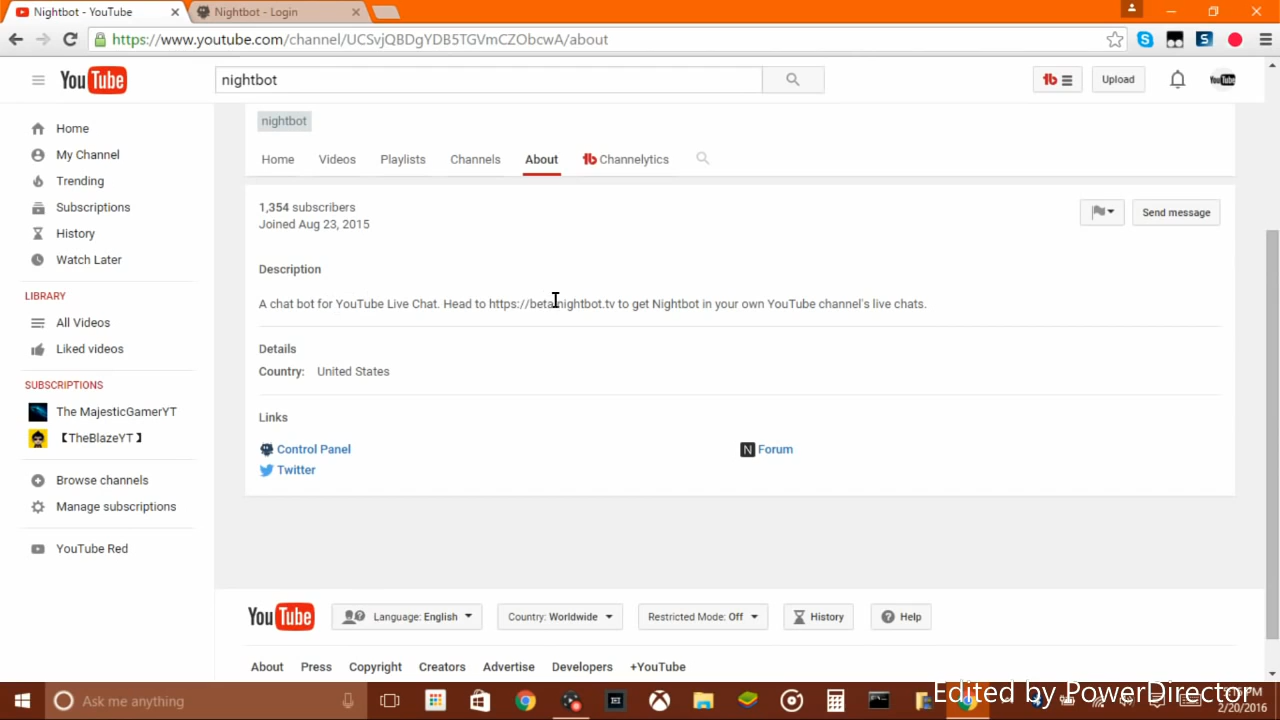 Nightbot - YouTube
Nightbot - Login
https://www.youtube.com/channel/UCSvjQBDgYDB5TGVmCZObcwA/about
YouTube
nightbot
Upload
nightbot
Home
Videos
Playlists
Channels
About
Channelytics
Home
My Channel
Trending
Subscriptions
History
Watch Later
LIBRARY
All Videos
Liked videos
SUBSCRIPTIONS
The MajesticGamerYT
【TheBlazeYT 】
Browse channels
Manage subscriptions
YouTube Red
1,354 subscribers
Joined Aug 23, 2015
Send message
Description
A chat bot for YouTube Live Chat. Head to https://beta.nightbot.tv to get Nightbot in your own YouTube channel's live chats.
Details
Country: United States
Links
Control Panel
Forum
Twitter
YouTube
Language: English
Country: Worldwide
Restricted Mode: Off
History
Help
About
Press
Copyright
Creators
Advertise
Developers
+YouTube
Ask me anything
Edited by PowerDirector
2/20/2016